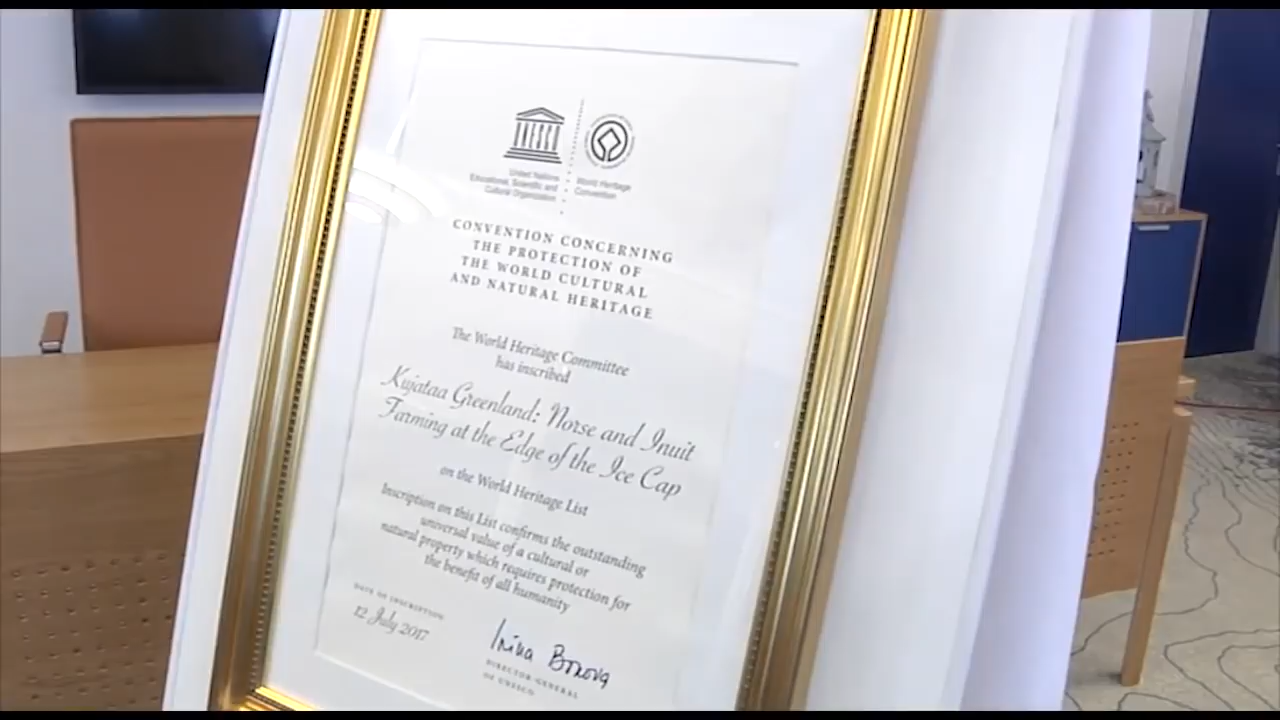 UNESCO
United Nations
Educational, Scientific and
Cultural Organization
World Heritage
Convention
CONVENTION CONCERNING
THE PROTECTION OF
THE WORLD CULTURAL
AND NATURAL HERITAGE
The World Heritage Committee
has inscribed
Kujataa Greenland: Norse and Inuit
Farming at the Edge of the Ice Cap
on the World Heritage List
Inscription on this List confirms the outstanding
universal value of a cultural or
natural property which requires protection for
the benefit of all humanity
DATE OF INSCRIPTION
12 July 2017
Irina Bokova
DIRECTOR-GENERAL
OF UNESCO